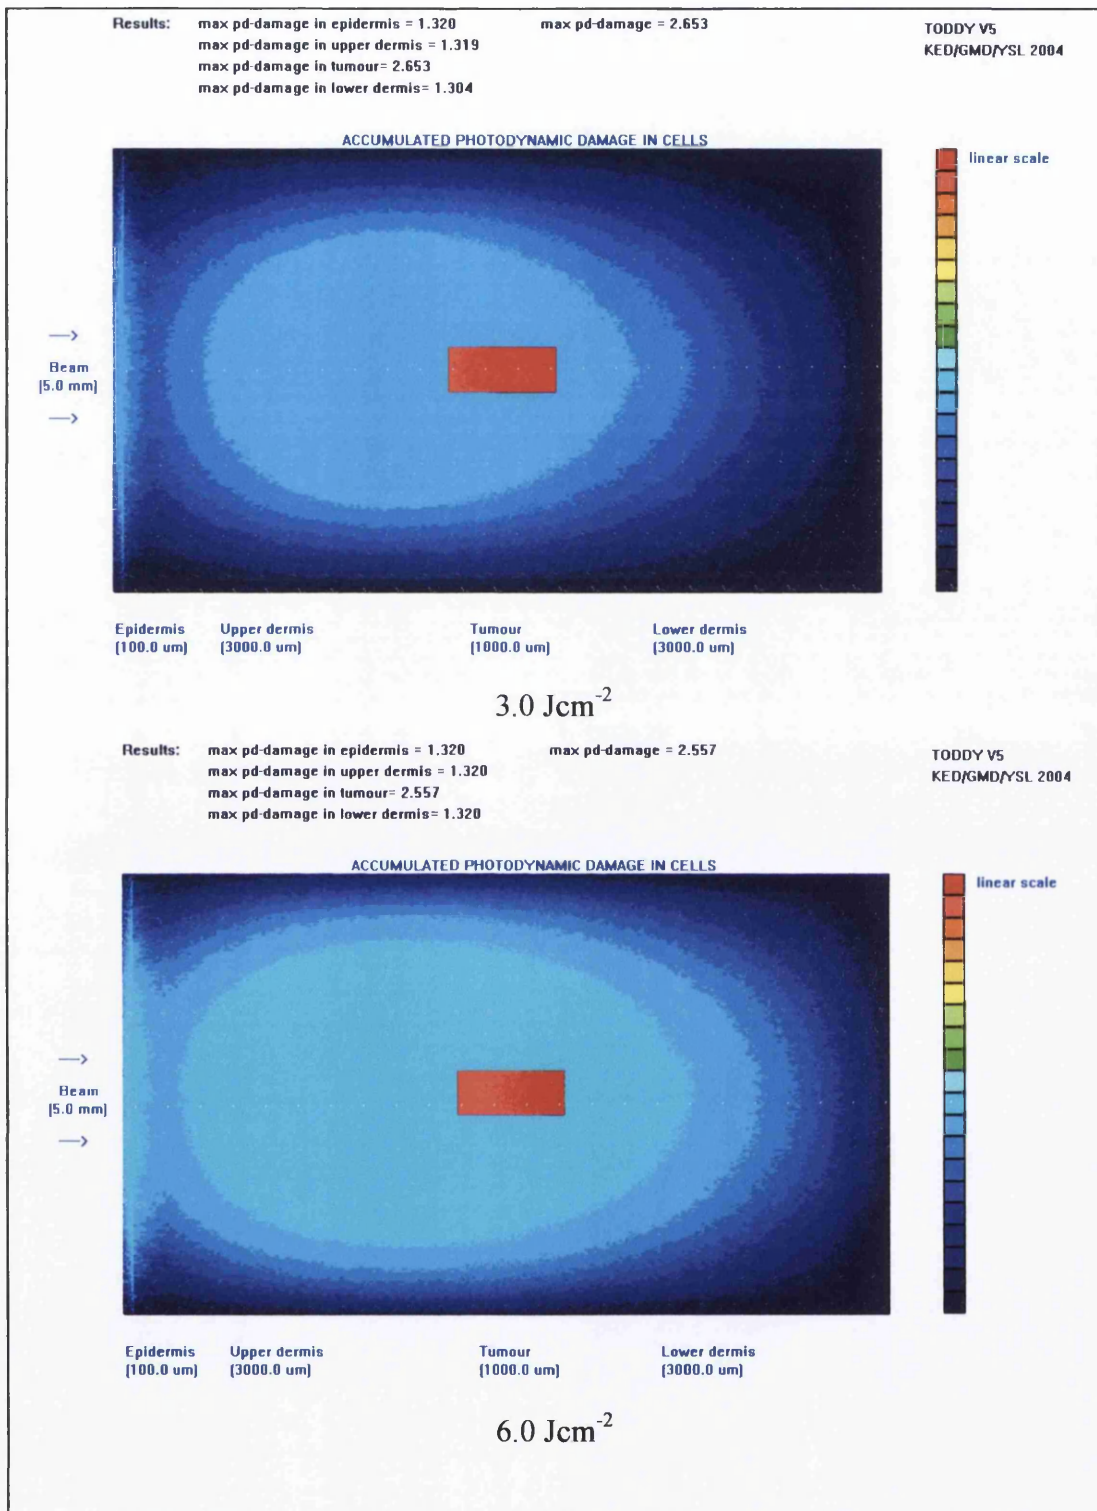 Results: max pd-damage in epidermis = 1.320 max pd-damage = 2.653
max pd-damage in upper dermis = 1.319
max pd-damage in tumour= 2.653
max pd-damage in lower dermis= 1.304
TODDY V5
KED/GMD/YSL 2004
ACCUMULATED PHOTODYNAMIC DAMAGE IN CELLS
linear scale
-->
Beam
(5.0 mm)
-->
Epidermis Upper dermis Tumour Lower dermis
(100.0 um) (3000.0 um) (1000.0 um) (3000.0 um)
3.0 Jcm-2
Results: max pd-damage in epidermis = 1.320 max pd-damage = 2.557
max pd-damage in upper dermis = 1.320
max pd-damage in tumour= 2.557
max pd-damage in lower dermis= 1.320
TODDY V5
KED/GMD/YSL 2004
ACCUMULATED PHOTODYNAMIC DAMAGE IN CELLS
linear scale
-->
Beam
(5.0 mm)
-->
Epidermis Upper dermis Tumour Lower dermis
(100.0 um) (3000.0 um) (1000.0 um) (3000.0 um)
6.0 Jcm-2